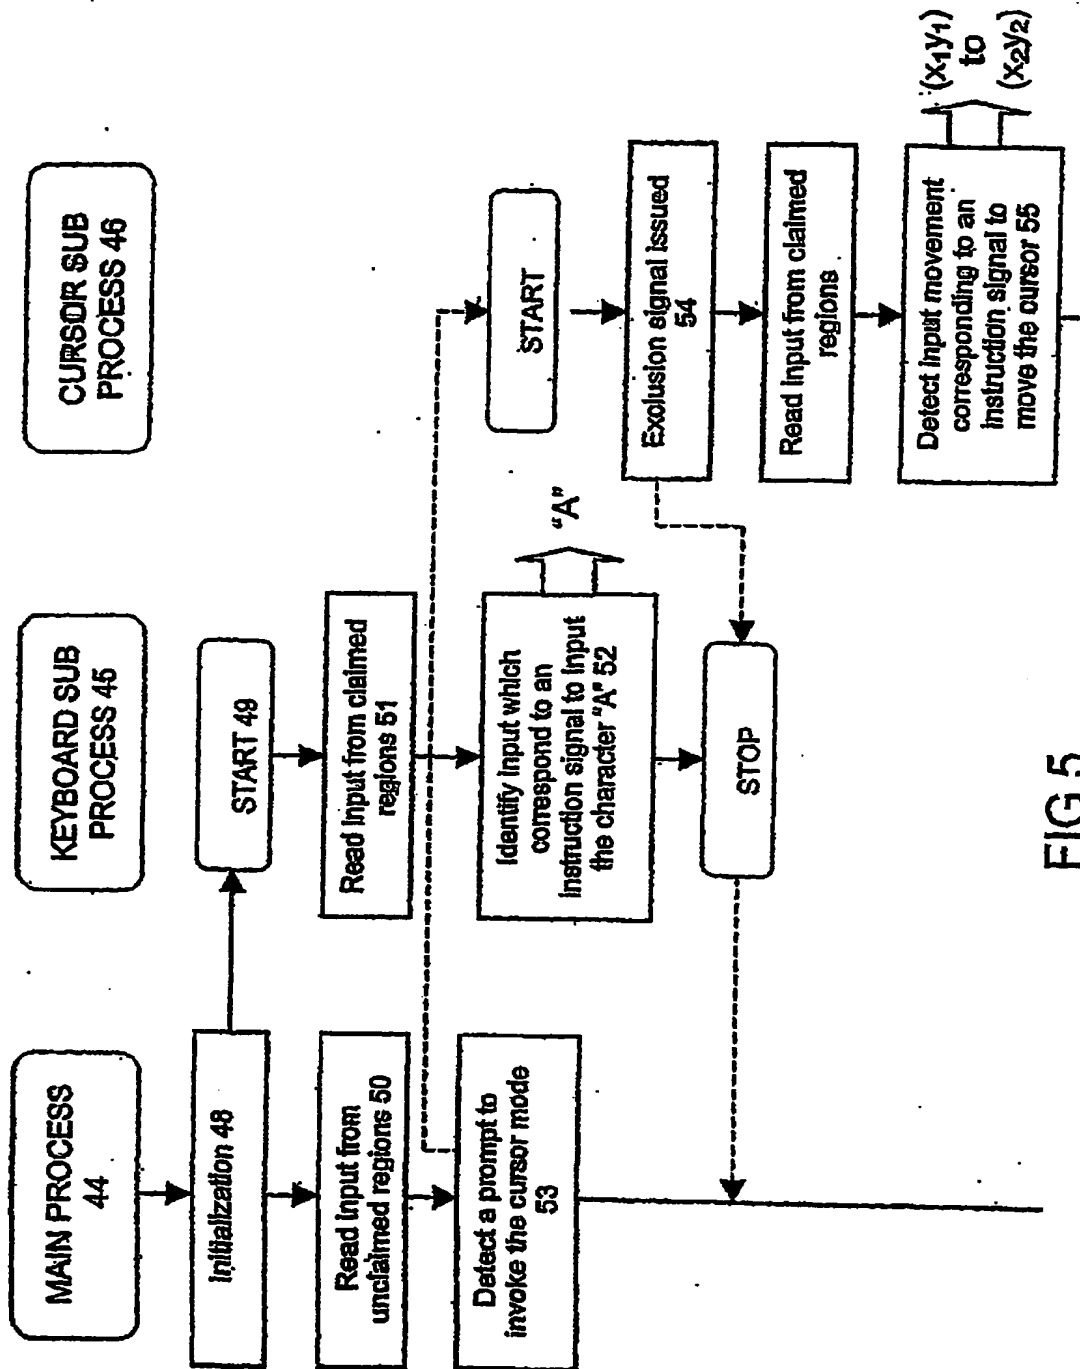 MAIN PROCESS
44
Initialization 48
Read Input from
unclaimed regions 50
Detect a prompt to
invoke the cursor mode
53
KEYBOARD SUB
PROCESS 45
START 49
Read Input from claimed
regions 51
Identify Input which
correspond to an
instruction signal to Input
the character "A" 52
"A"
STOP
CURSOR SUB
PROCESS 46
START
Exclusion signal issued
54
Read Input from claimed
regions
Detect Input movement
corresponding to an
instruction signal to
move the cursor 55
(x₁y₁)
to
(x₂y₂)
FIG 5